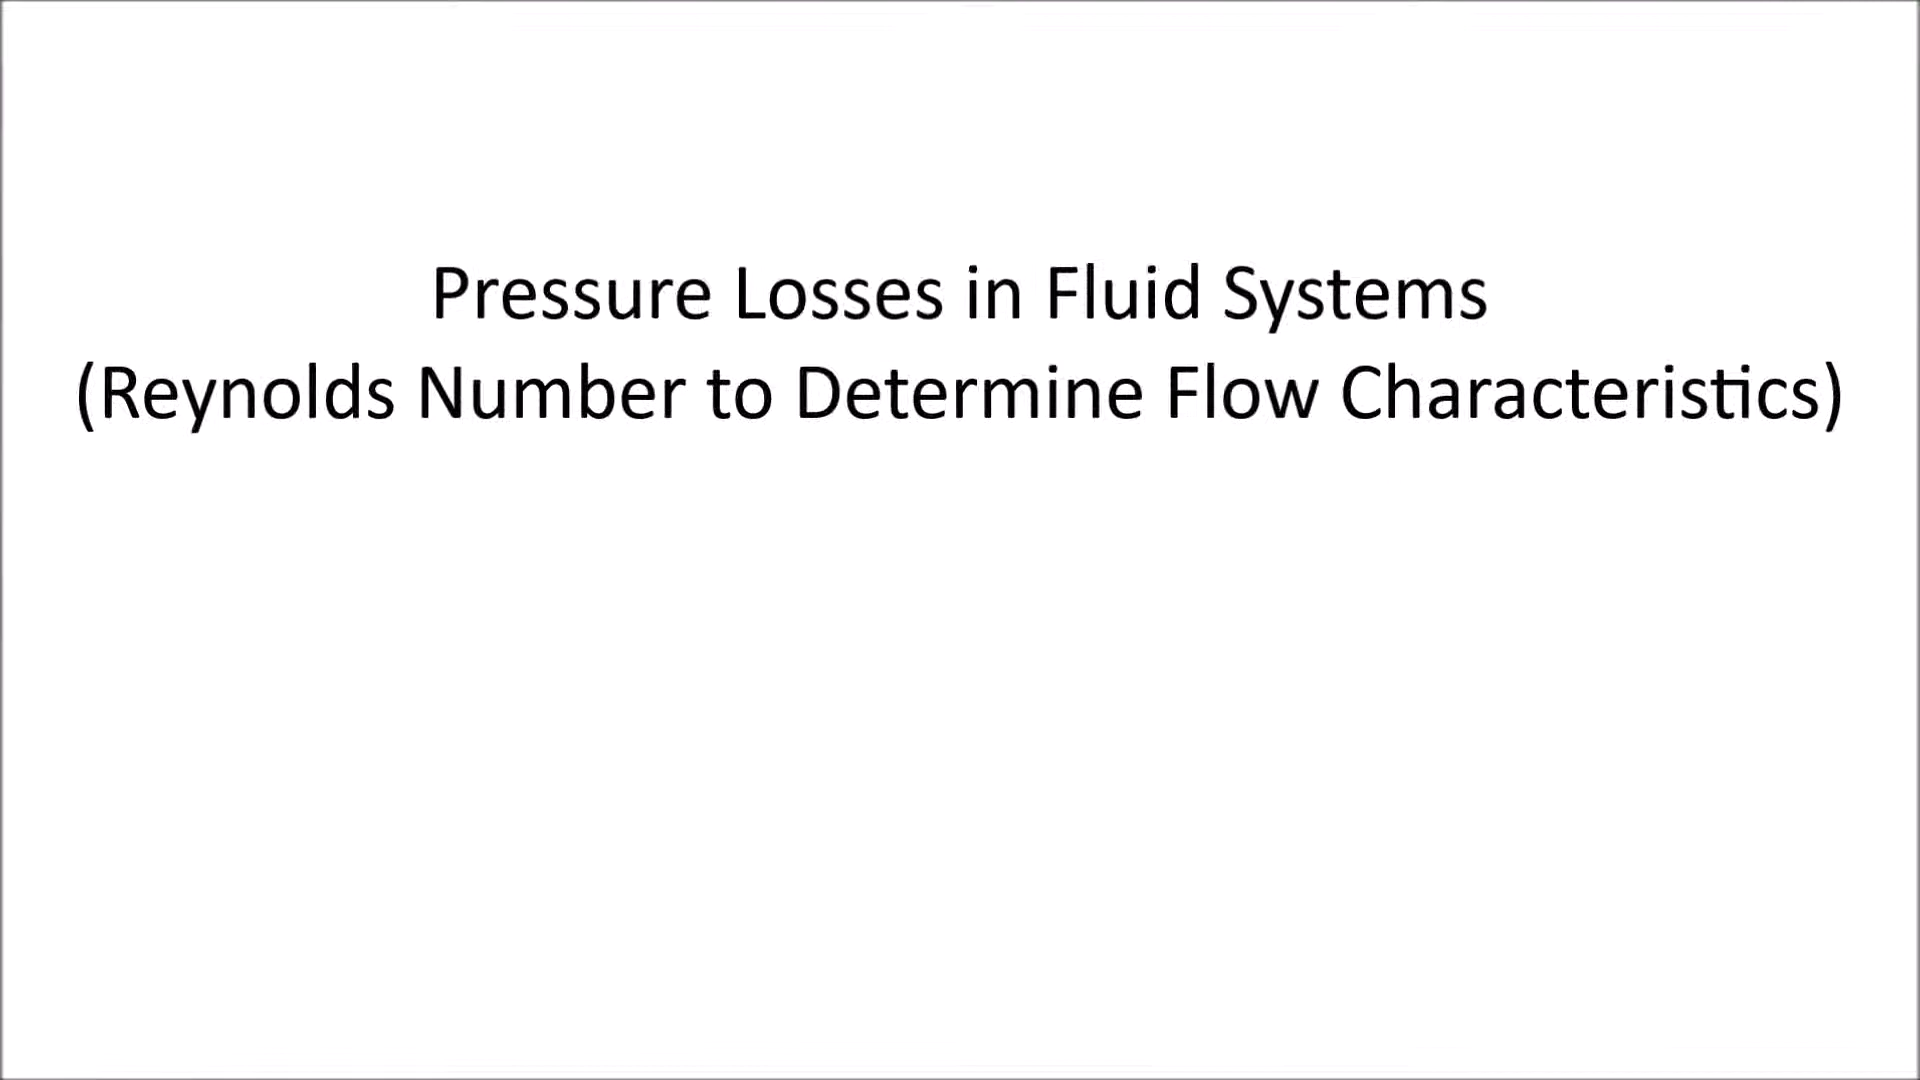 Pressure Losses in Fluid Systems
(Reynolds Number to Determine Flow Characteristics)